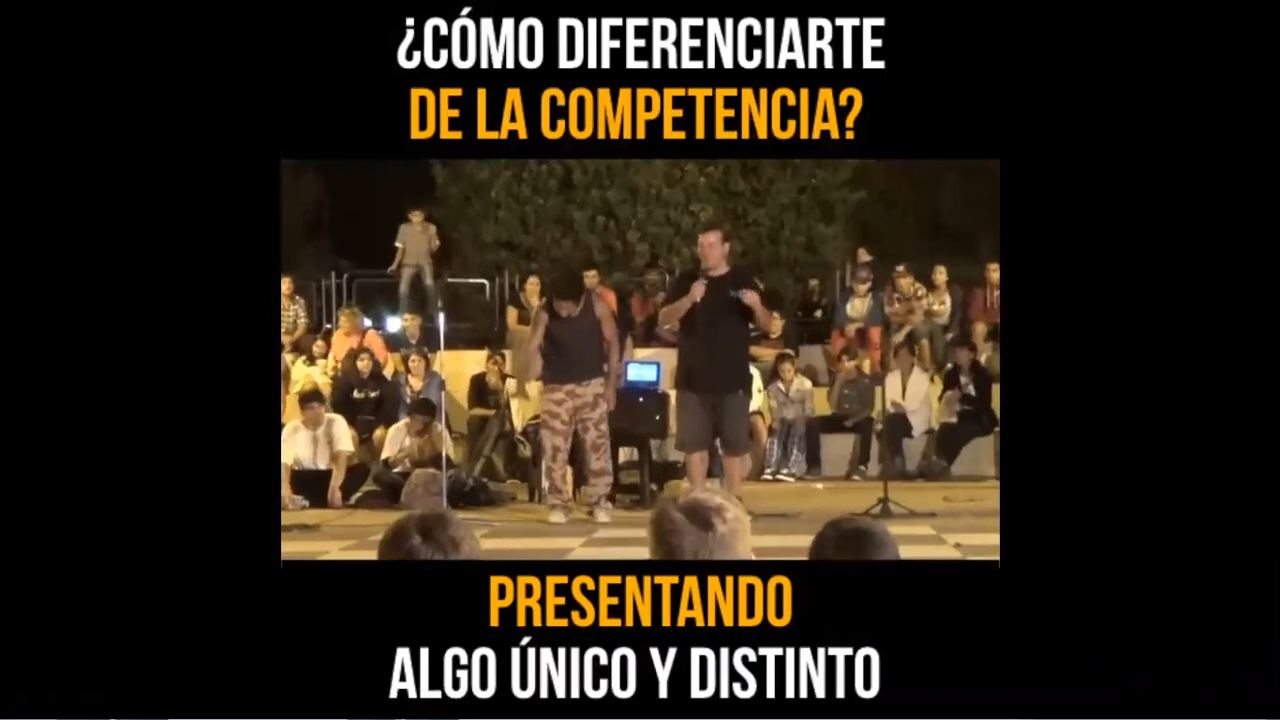 ¿CÓMO DIFERENCIARTE
DE LA COMPETENCIA?
PRESENTANDO
ALGO ÚNICO Y DISTINTO